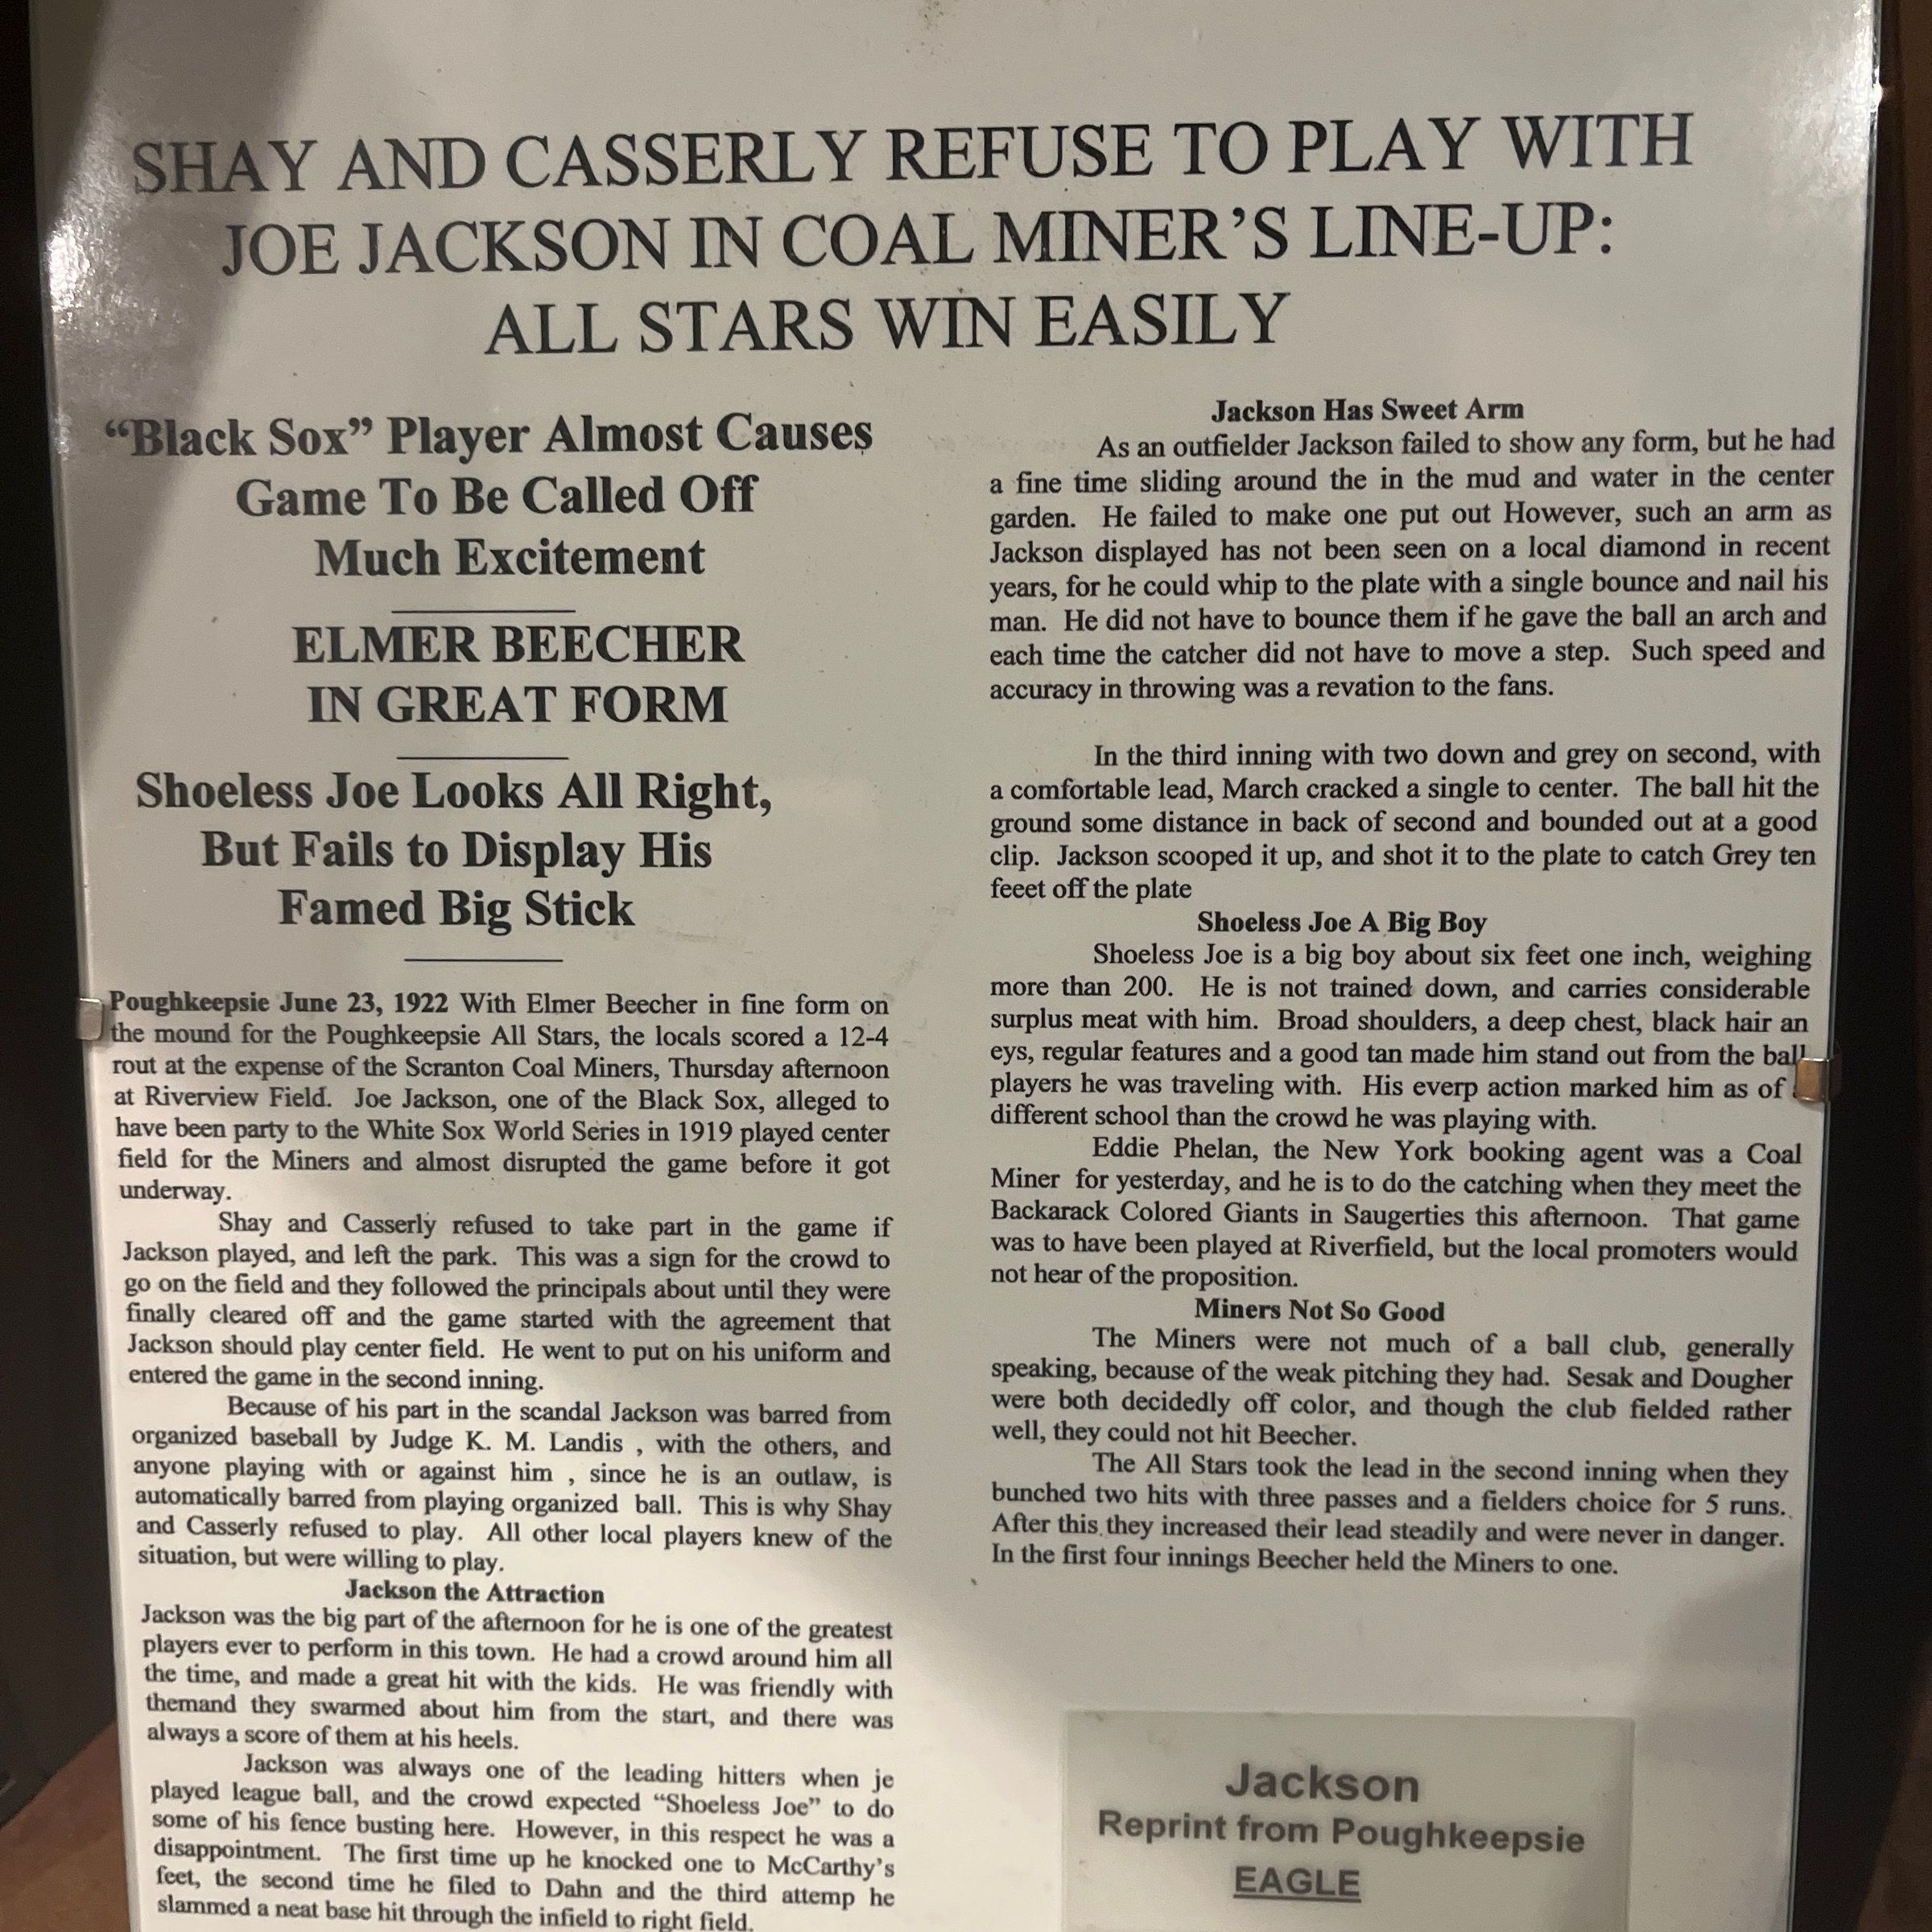 SHAY AND CASSERLY REFUSE TO PLAY WITH
JOE JACKSON IN COAL MINER’S LINE-UP:
ALL STARS WIN EASILY
“Black Sox” Player Almost Causes
Game To Be Called Off
Much Excitement
ELMER BEECHER
IN GREAT FORM
Shoeless Joe Looks All Right,
But Fails to Display His
Famed Big Stick
Poughkeepsie June 23, 1922 With Elmer Beecher in fine form on
the mound for the Poughkeepsie All Stars, the locals scored a 12-4
rout at the expense of the Scranton Coal Miners, Thursday afternoon
at Riverview Field. Joe Jackson, one of the Black Sox, alleged to
have been party to the White Sox World Series in 1919 played center
field for the Miners and almost disrupted the game before it got
underway.
Shay and Casserly refused to take part in the game if
Jackson played, and left the park. This was a sign for the crowd to
go on the field and they followed the principals about until they were
finally cleared off and the game started with the agreement that
Jackson should play center field. He went to put on his uniform and
entered the game in the second inning.
Because of his part in the scandal Jackson was barred from
organized baseball by Judge K. M. Landis , with the others, and
anyone playing with or against him , since he is an outlaw, is
automatically barred from playing organized ball. This is why Shay
and Casserly refused to play. All other local players knew of the
situation, but were willing to play.
Jackson the Attraction
Jackson was the big part of the afternoon for he is one of the greatest
players ever to perform in this town. He had a crowd around him all
the time, and made a great hit with the kids. He was friendly with
themand they swarmed about him from the start, and there was
always a score of them at his heels.
Jackson was always one of the leading hitters when je
played league ball, and the crowd expected “Shoeless Joe” to do
some of his fence busting here. However, in this respect he was a
disappointment. The first time up he knocked one to McCarthy’s
feet, the second time he filed to Dahn and the third attemp he
slammed a neat base hit through the infield to right field.
Jackson Has Sweet Arm
As an outfielder Jackson failed to show any form, but he had
a fine time sliding around the in the mud and water in the center
garden. He failed to make one put out However, such an arm as
Jackson displayed has not been seen on a local diamond in recent
years, for he could whip to the plate with a single bounce and nail his
man. He did not have to bounce them if he gave the ball an arch and
each time the catcher did not have to move a step. Such speed and
accuracy in throwing was a revation to the fans.
In the third inning with two down and grey on second, with
a comfortable lead, March cracked a single to center. The ball hit the
ground some distance in back of second and bounded out at a good
clip. Jackson scooped it up, and shot it to the plate to catch Grey ten
feeet off the plate
Shoeless Joe A Big Boy
Shoeless Joe is a big boy about six feet one inch, weighing
more than 200. He is not trained down, and carries considerable
surplus meat with him. Broad shoulders, a deep chest, black hair an
eyes, regular features and a good tan made him stand out from the ball
players he was traveling with. His everp action marked him as of
different school than the crowd he was playing with.
Eddie Phelan, the New York booking agent was a Coal
Miner for yesterday, and he is to do the catching when they meet the
Backarack Colored Giants in Saugerties this afternoon. That game
was to have been played at Riverfield, but the local promoters would
not hear of the proposition.
Miners Not So Good
The Miners were not much of a ball club, generally
speaking, because of the weak pitching they had. Sesak and Dougher
were both decidedly off color, and though the club fielded rather
well, they could not hit Beecher.
The All Stars took the lead in the second inning when they
bunched two hits with three passes and a fielders choice for 5 runs.
After this they increased their lead steadily and were never in danger.
In the first four innings Beecher held the Miners to one.
Jackson
Reprint from Poughkeepsie
EAGLE